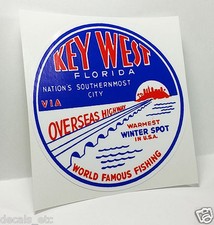 KEY WEST
FLORIDA
NATION'S SOUTHERNMOST
CITY
VIA
OVERSEAS HIGHWAY
WARMEST
WINTER SPOT
IN U.S.A.
WORLD FAMOUS FISHING
decals_etc